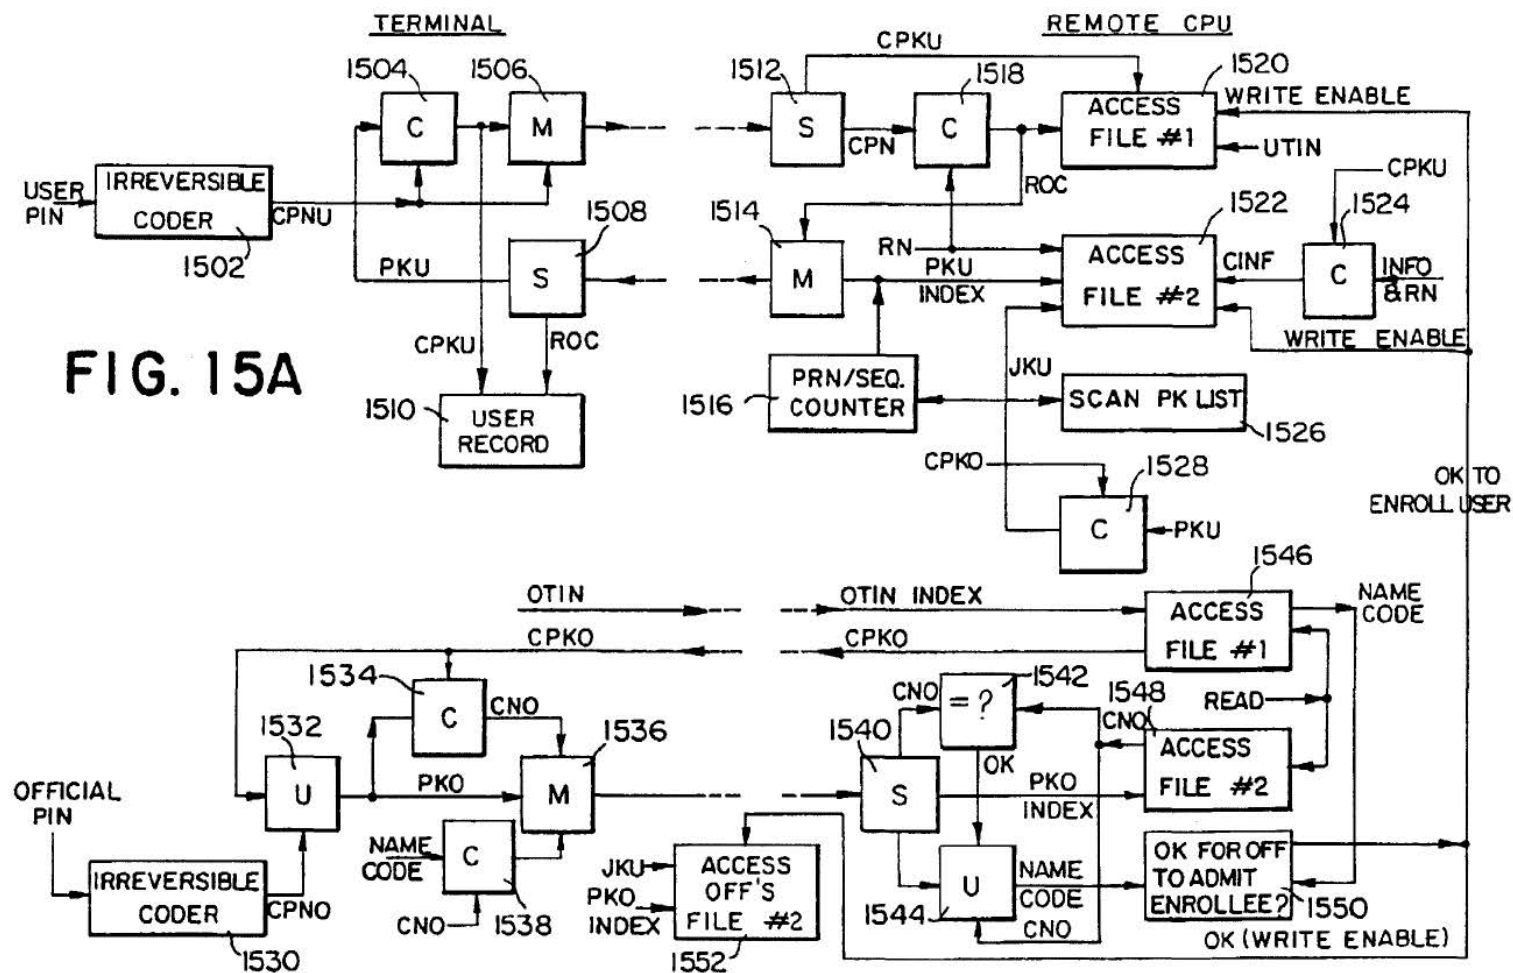 TERMINAL
REMOTE CPU
1504
1506
1512
CPKU
1518
1520
C
M
S
CPN
C
ACCESS
FILE #1
WRITE ENABLE
UTIN
USER
PIN
IRREVERSIBLE
CODER
CPNU
1502
ROC
CPKU
1508
1514
1522
1524
PKU
S
M
RN
PKU
INDEX
ACCESS
FILE #2
CINF
C
INFO
&RN
WRITE ENABLE
FIG. 15A
CPKU
ROC
JKU
1510
USER
RECORD
1516
PRN/SEQ.
COUNTER
SCAN PK LIST
1526
CPKO
1528
C
PKU
OK TO
ENROLL USER
1546
OTIN
OTIN INDEX
ACCESS
FILE #1
NAME
CODE
CPKO
CPKO
1534
C
CNO
1542
= ?
CNO
1548
CNO
READ
1532
1536
1540
U
PKO
M
S
OK
PKO
INDEX
ACCESS
FILE #2
OFFICIAL
PIN
NAME
CODE
C
JKU
PKO
INDEX
ACCESS
OFF'S
FILE #2
U
NAME
CODE
OK FOR OFF
TO ADMIT
ENROLLEE?
IRREVERSIBLE
CODER
CPNO
CNO
1538
1544
CNO
1550
1530
1552
OK (WRITE ENABLE)